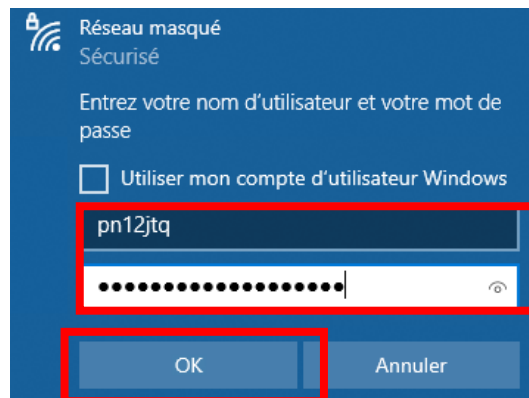 Réseau masqué
Sécurisé
Entrez votre nom d'utilisateur et votre mot de
passe
Utiliser mon compte d'utilisateur Windows
pn12jtq
●●●●●●●●●●●●●●●●●●●
OK Annuler